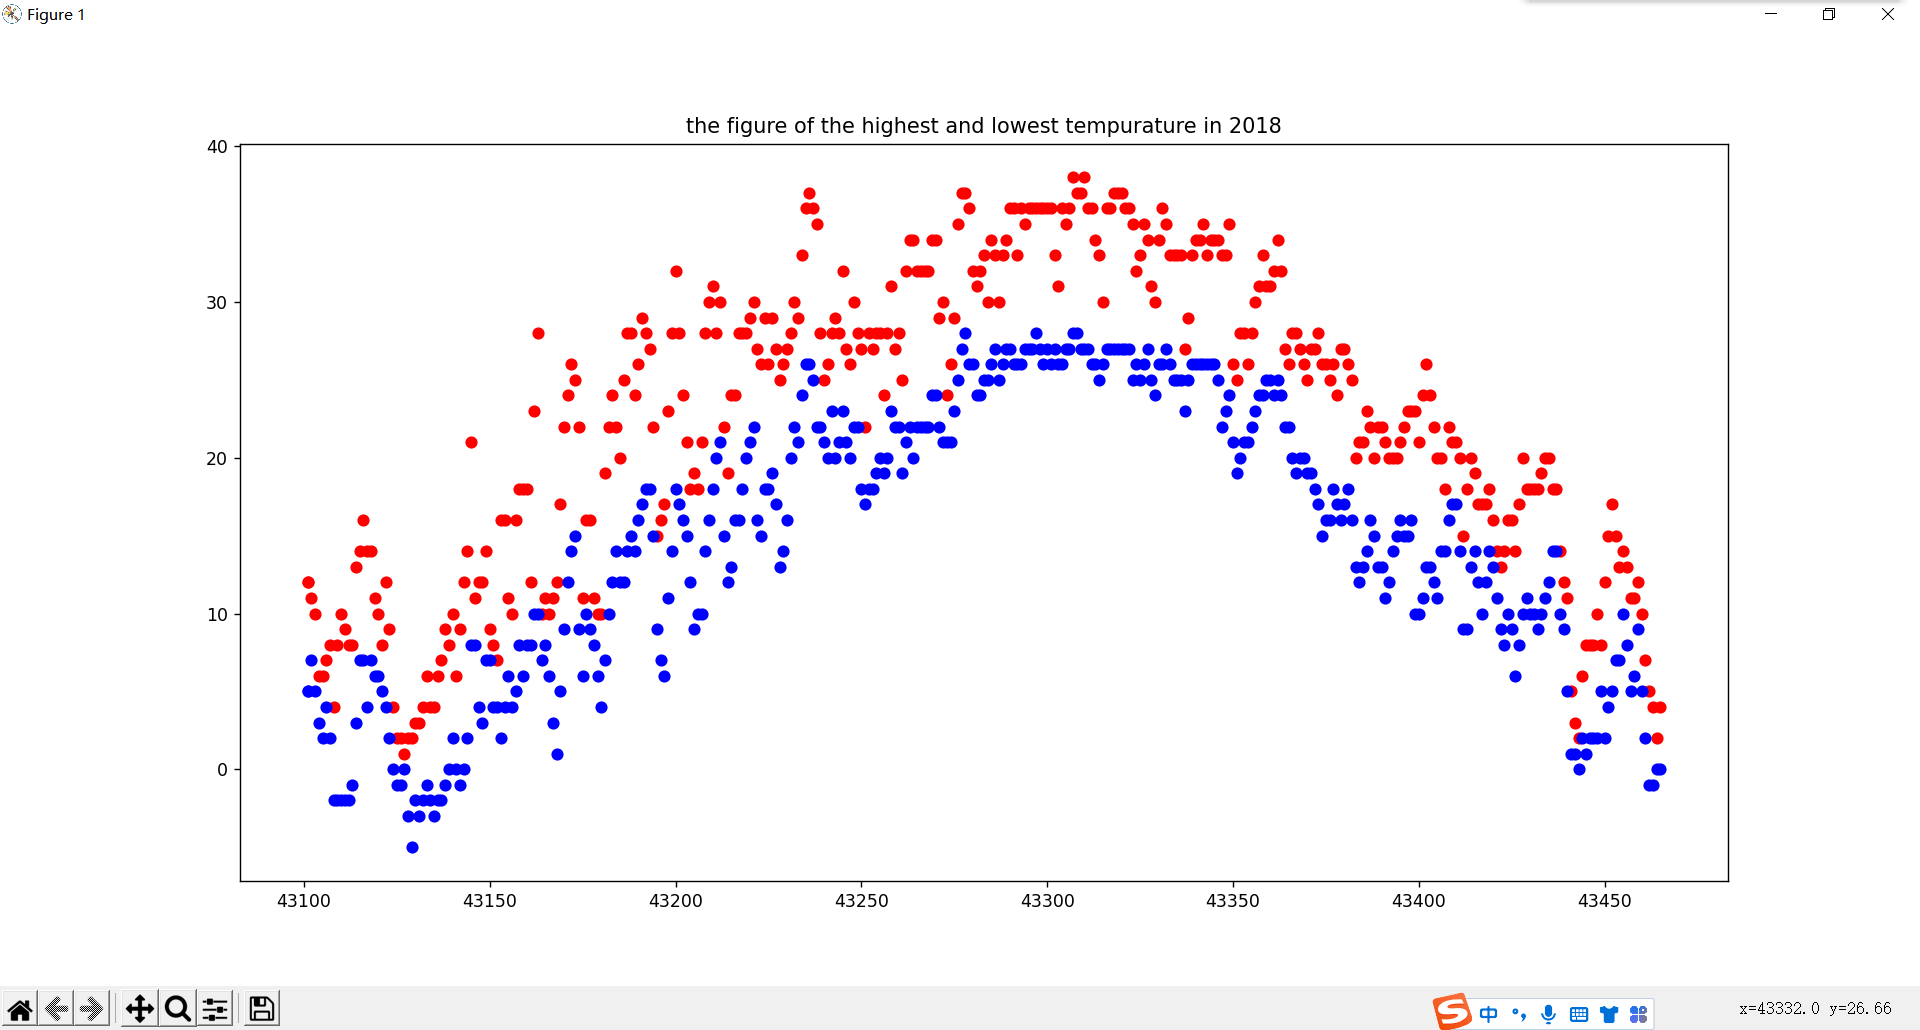 Figure 1
the figure of the highest and lowest tempurature in 2018
40
30
20
10
0
43100 43150 43200 43250 43300 43350 43400 43450
S 中
x=43332.0 y=26.66